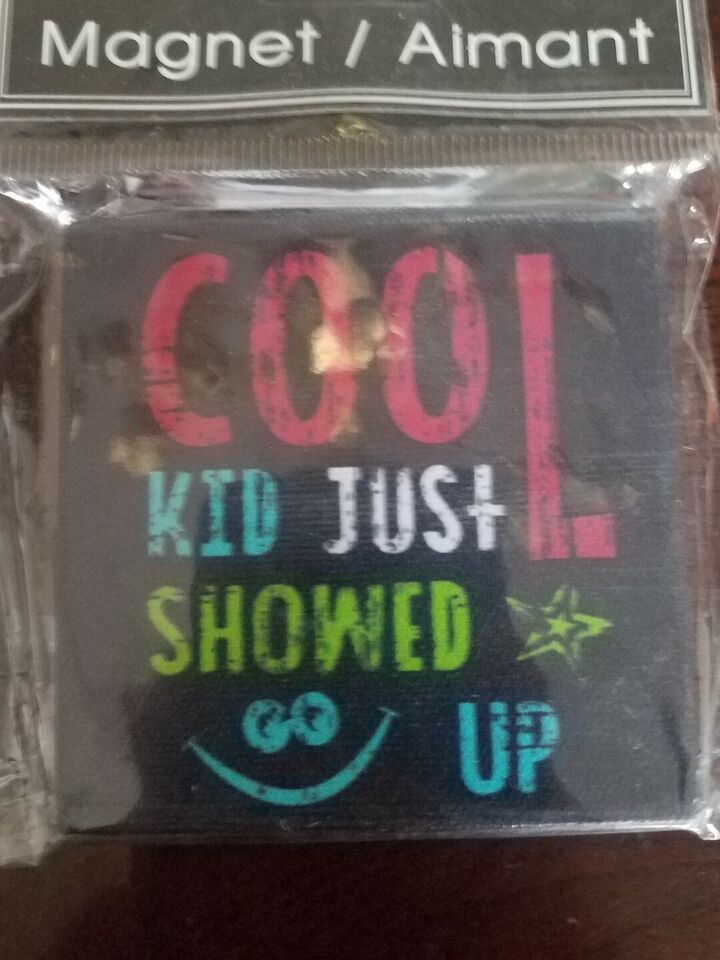 Magnet / Aimant
COOL
KID JUSt
SHOWED
UP